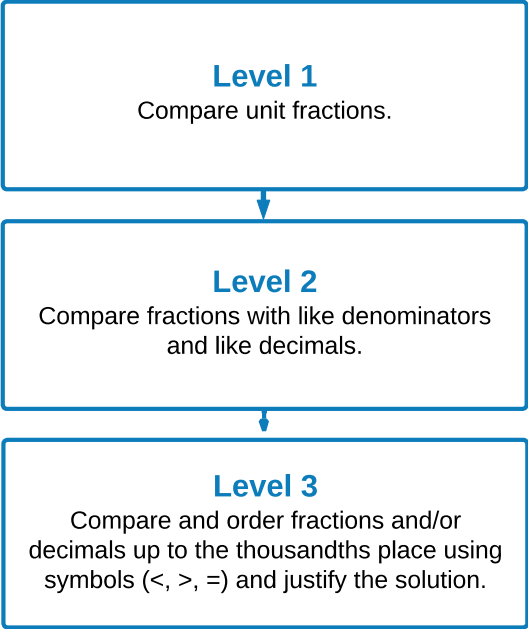 Level 1
Compare unit fractions.
Level 2
Compare fractions with like denominators
and like decimals.
Level 3
Compare and order fractions and/or
decimals up to the thousandths place using
symbols (<, >, =) and justify the solution.